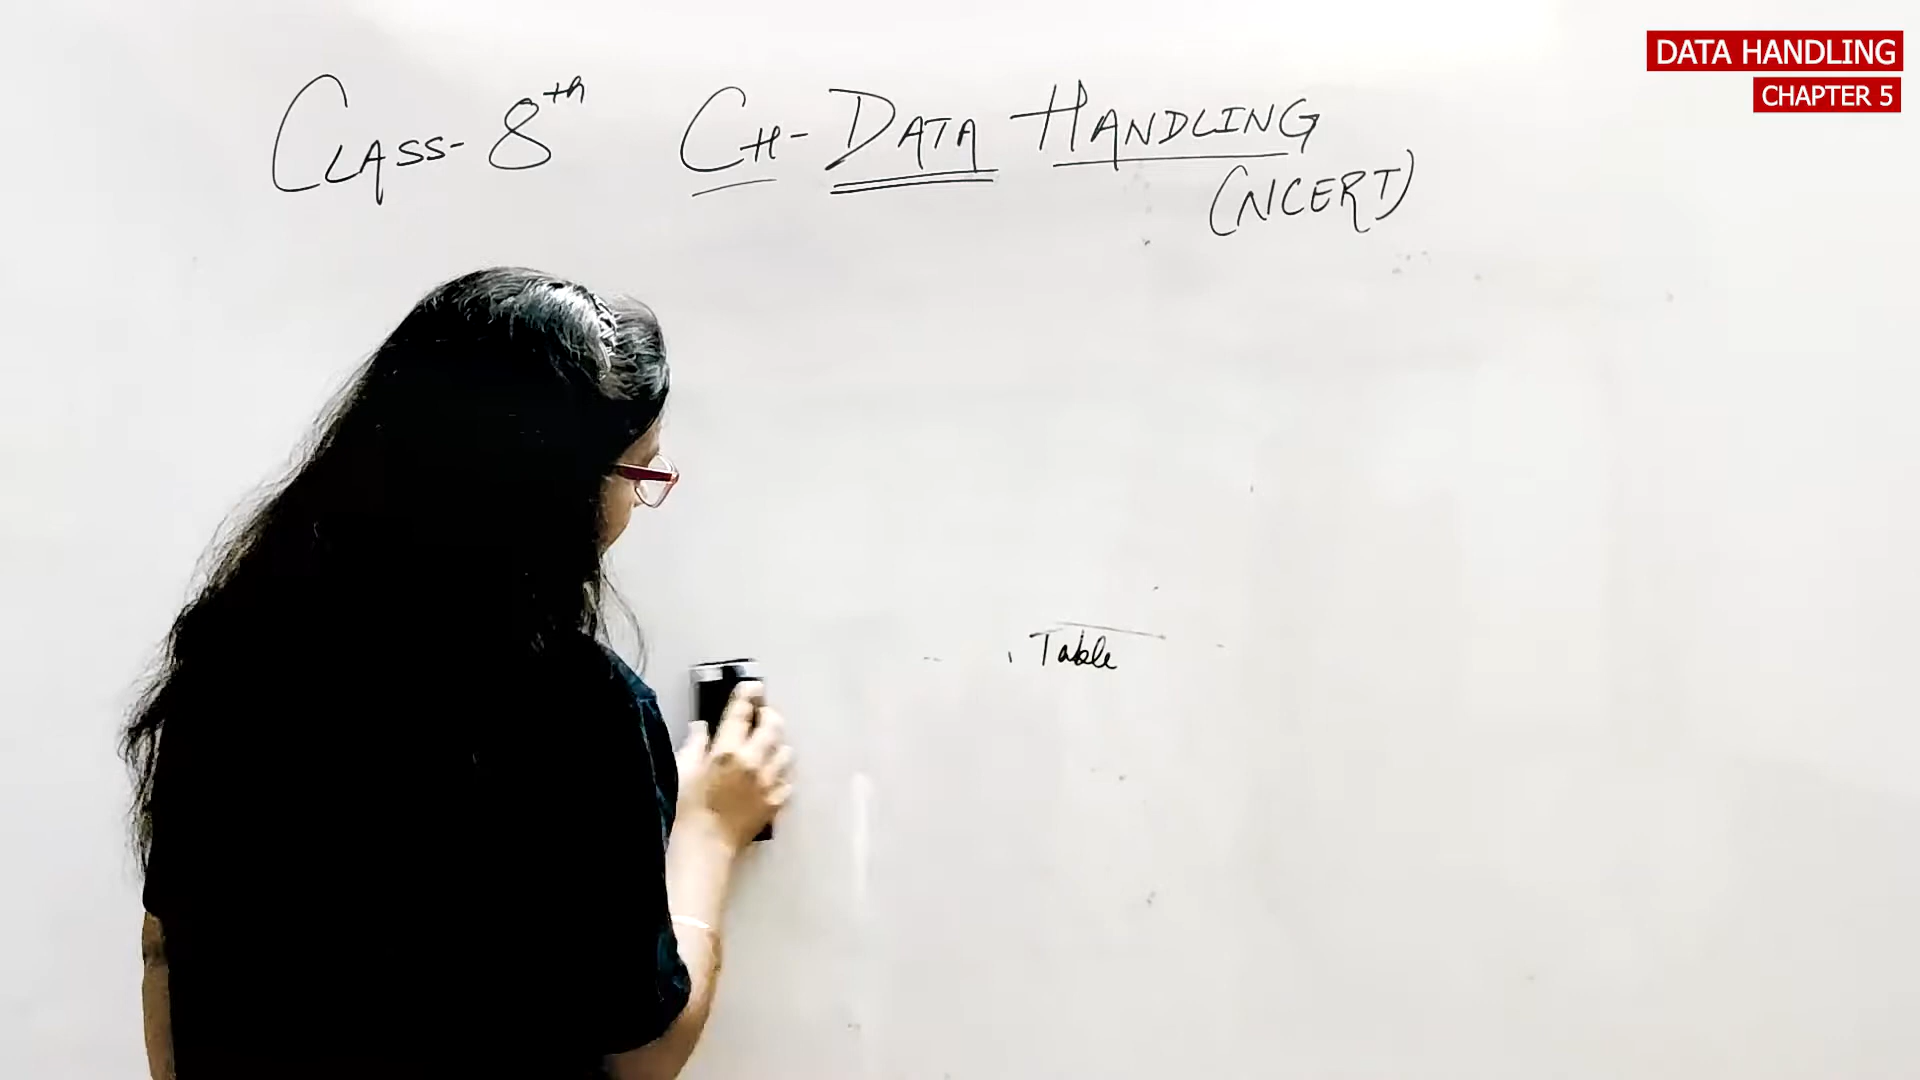 DATA HANDLING
CHAPTER 5
CLASS-8th CH-DATA HANDLING
(NCERT)
Table